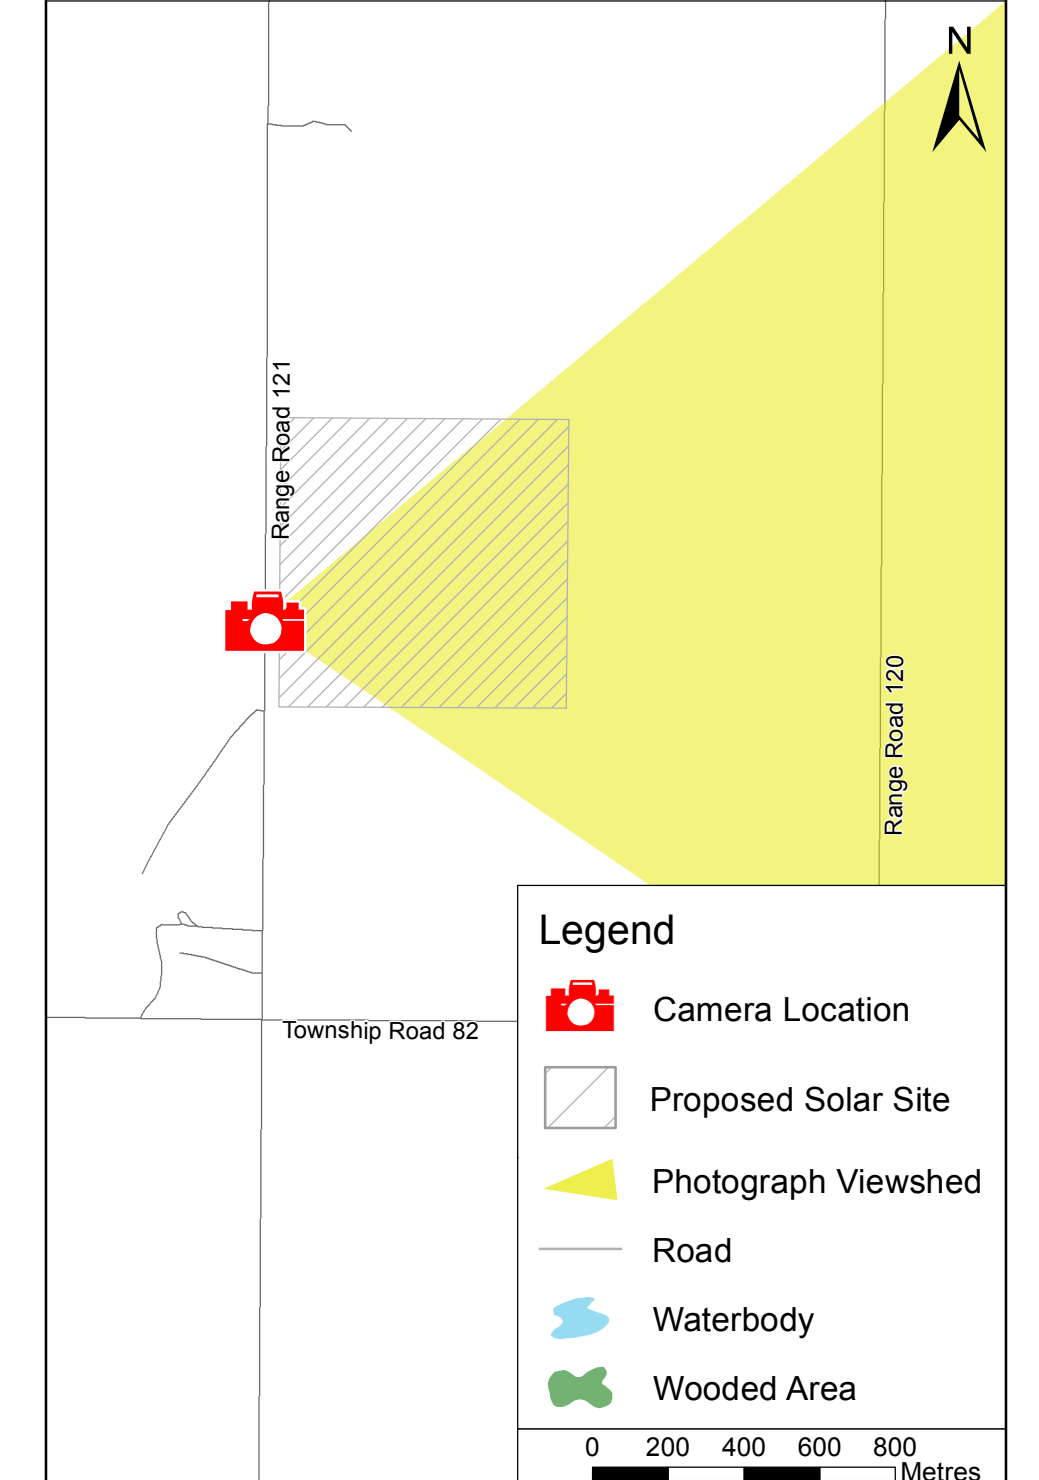 N
Range Road 121
Range Road 120
Township Road 82
Legend
Camera Location
Proposed Solar Site
Photograph Viewshed
Road
Waterbody
Wooded Area
0 200 400 600 800
Metres